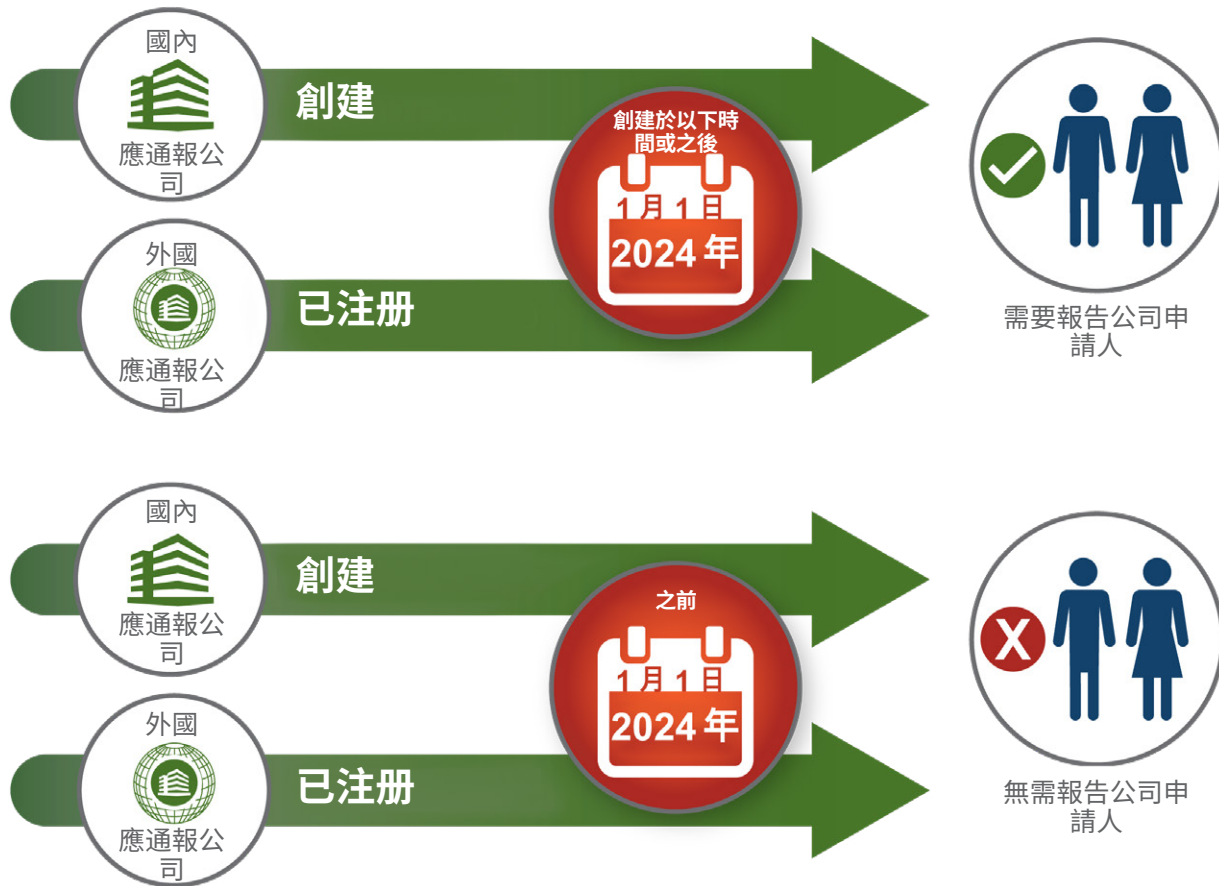 國內
應通報公
司
創建
創建於以下時
間或之後
1 月 1 日
2024 年
外國
應通報公
司
已注册
需要報告公司申
請人
國內
應通報公
司
創建
之前
1 月 1 日
2024 年
外國
應通報公
司
已注册
X
無需報告公司申
請人